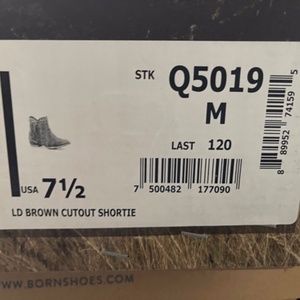 STK Q5019
M
LAST 120
USA 7½
7 500482 177090
8 89952 74159 5
LD BROWN CUTOUT SHORTIE
WWW.BORNSHOES.COM